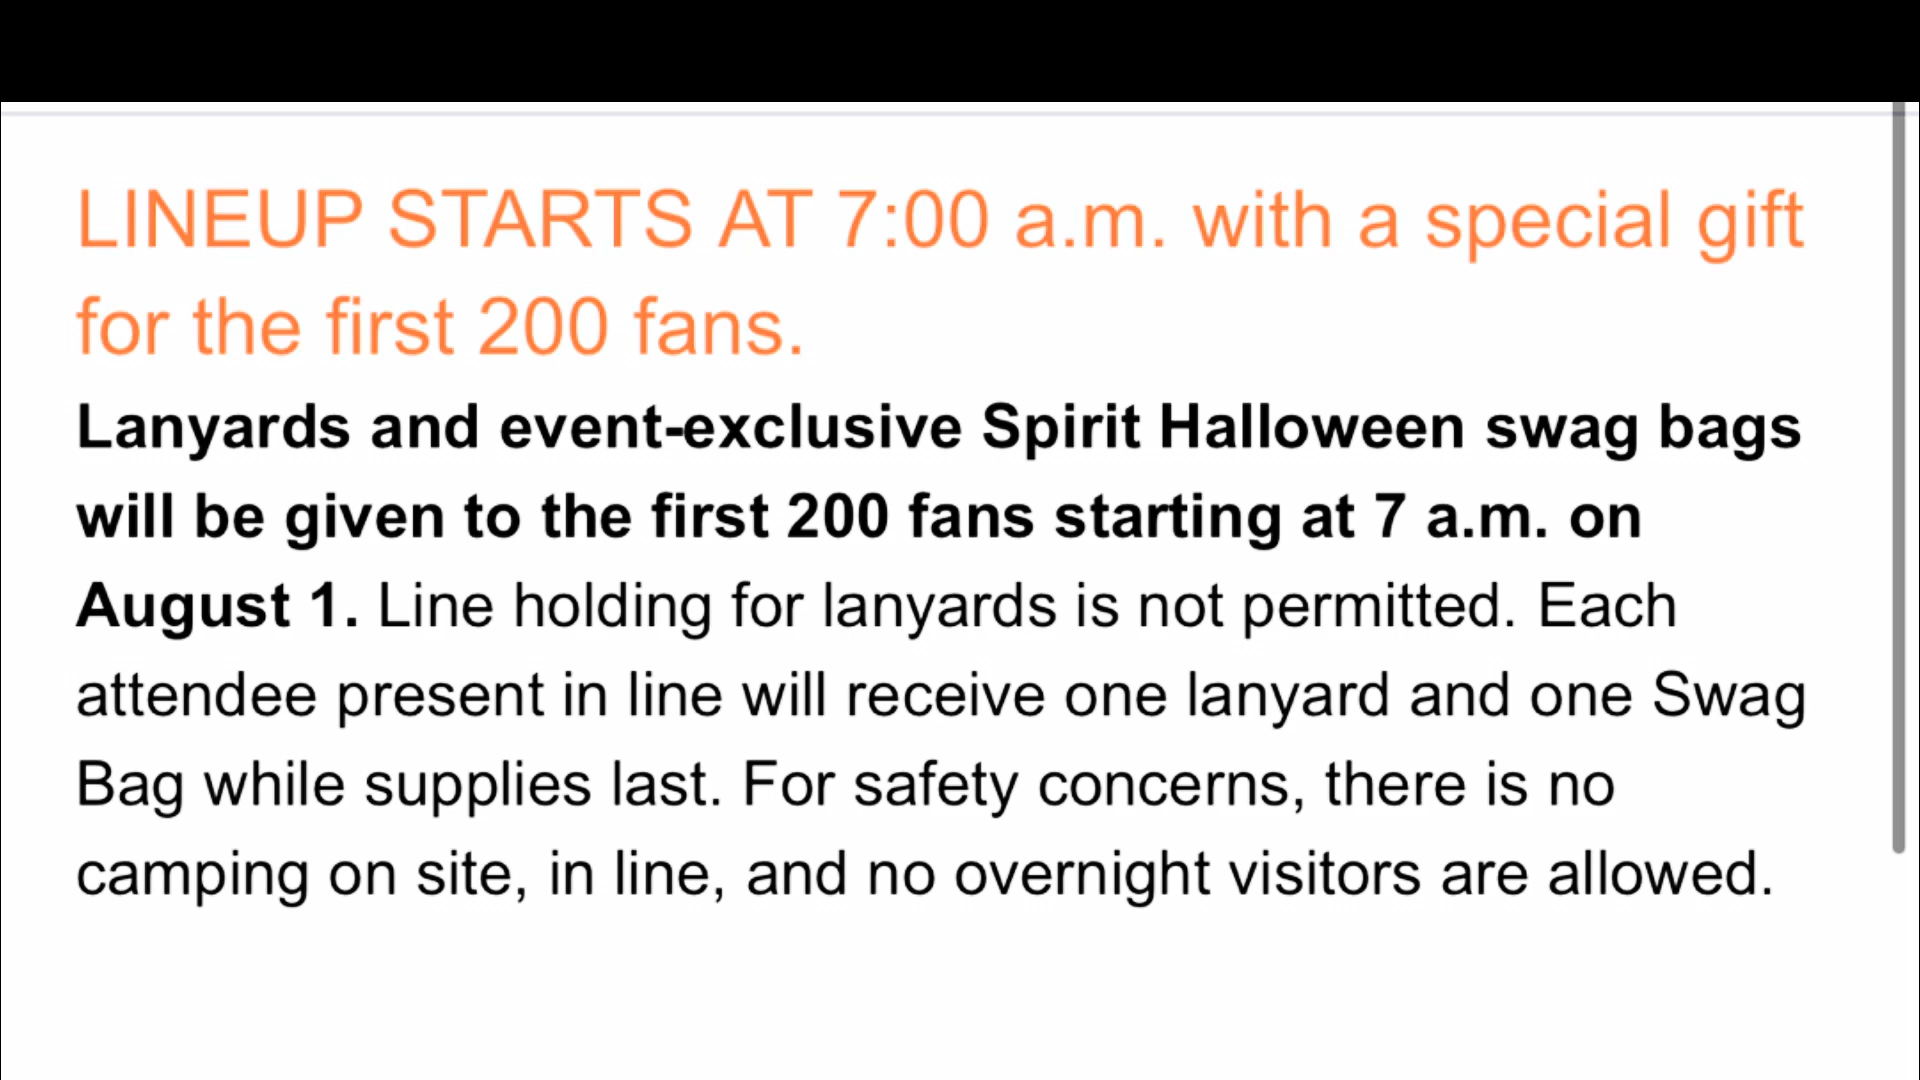 LINEUP STARTS AT 7:00 a.m. with a special gift
for the first 200 fans.
Lanyards and event-exclusive Spirit Halloween swag bags
will be given to the first 200 fans starting at 7 a.m. on
August 1. Line holding for lanyards is not permitted. Each
attendee present in line will receive one lanyard and one Swag
Bag while supplies last. For safety concerns, there is no
camping on site, in line, and no overnight visitors are allowed.